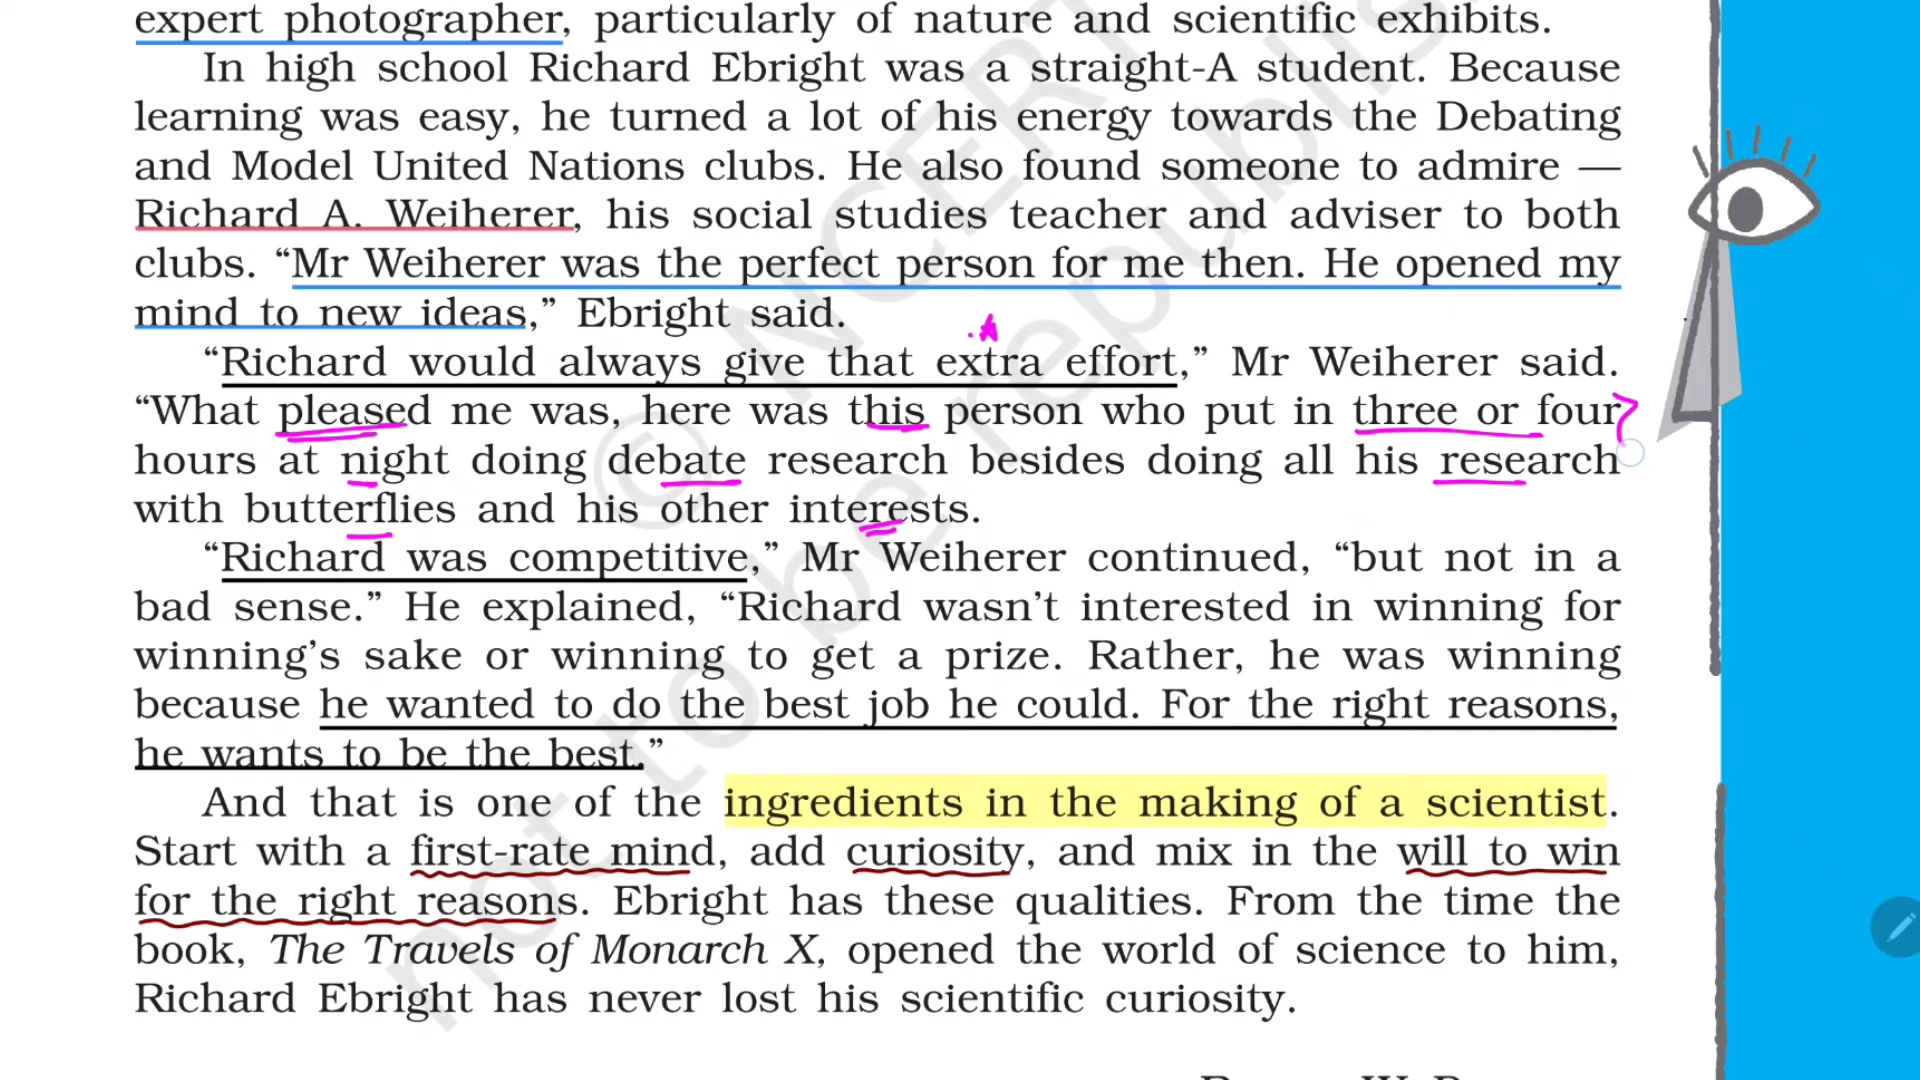 expert photographer, particularly of nature and scientific exhibits.
In high school Richard Ebright was a straight-A student. Because
learning was easy, he turned a lot of his energy towards the Debating
and Model United Nations clubs. He also found someone to admire —
Richard A. Weiherer, his social studies teacher and adviser to both
clubs. “Mr Weiherer was the perfect person for me then. He opened my
mind to new ideas,” Ebright said.
“Richard would always give that extra effort,” Mr Weiherer said.
“What pleased me was, here was this person who put in three or four
hours at night doing debate research besides doing all his research
with butterflies and his other interests.
“Richard was competitive,” Mr Weiherer continued, “but not in a
bad sense.” He explained, “Richard wasn’t interested in winning for
winning’s sake or winning to get a prize. Rather, he was winning
because he wanted to do the best job he could. For the right reasons,
he wants to be the best.”
And that is one of the ingredients in the making of a scientist.
Start with a first-rate mind, add curiosity, and mix in the will to win
for the right reasons. Ebright has these qualities. From the time the
book, The Travels of Monarch X, opened the world of science to him,
Richard Ebright has never lost his scientific curiosity.
© NCERT
not to be republis